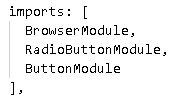 imports: [
  BrowserModule,
  RadioButtonModule,
  ButtonModule
],